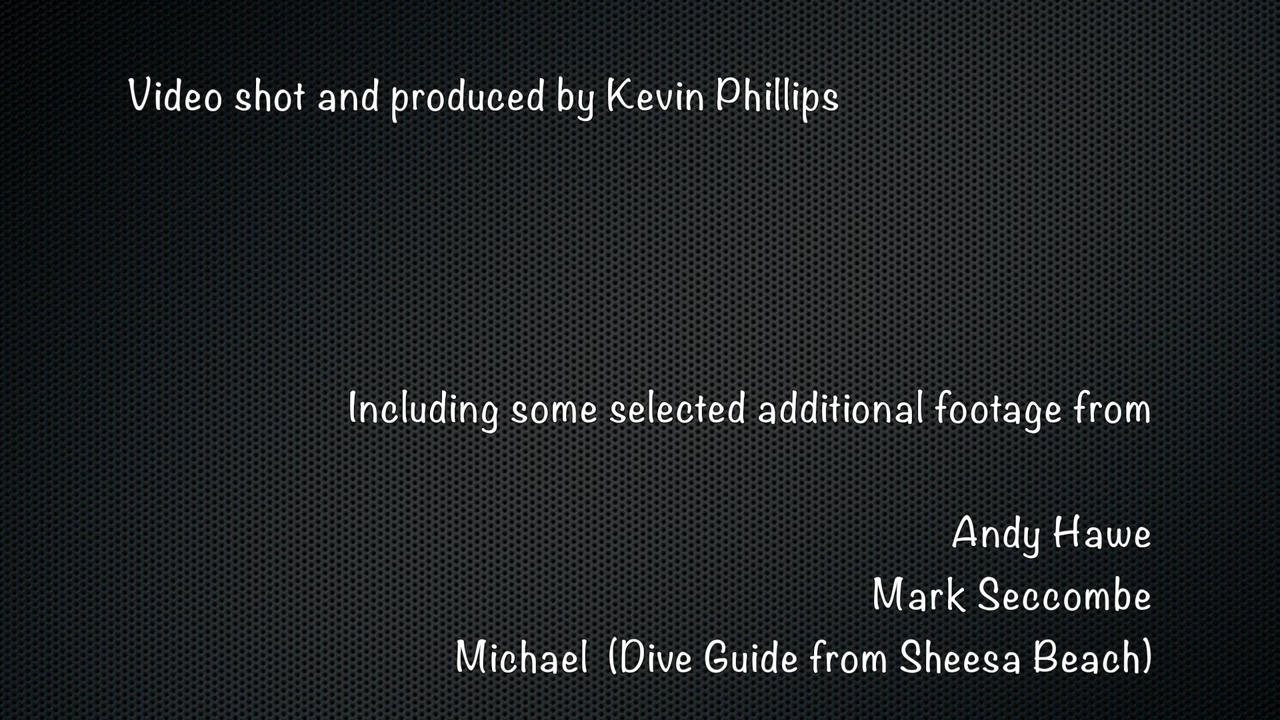 Video shot and produced by Kevin Phillips
Including some selected additional footage from
Andy Hawe
Mark Seccombe
Michael (Dive Guide from Sheesa Beach)